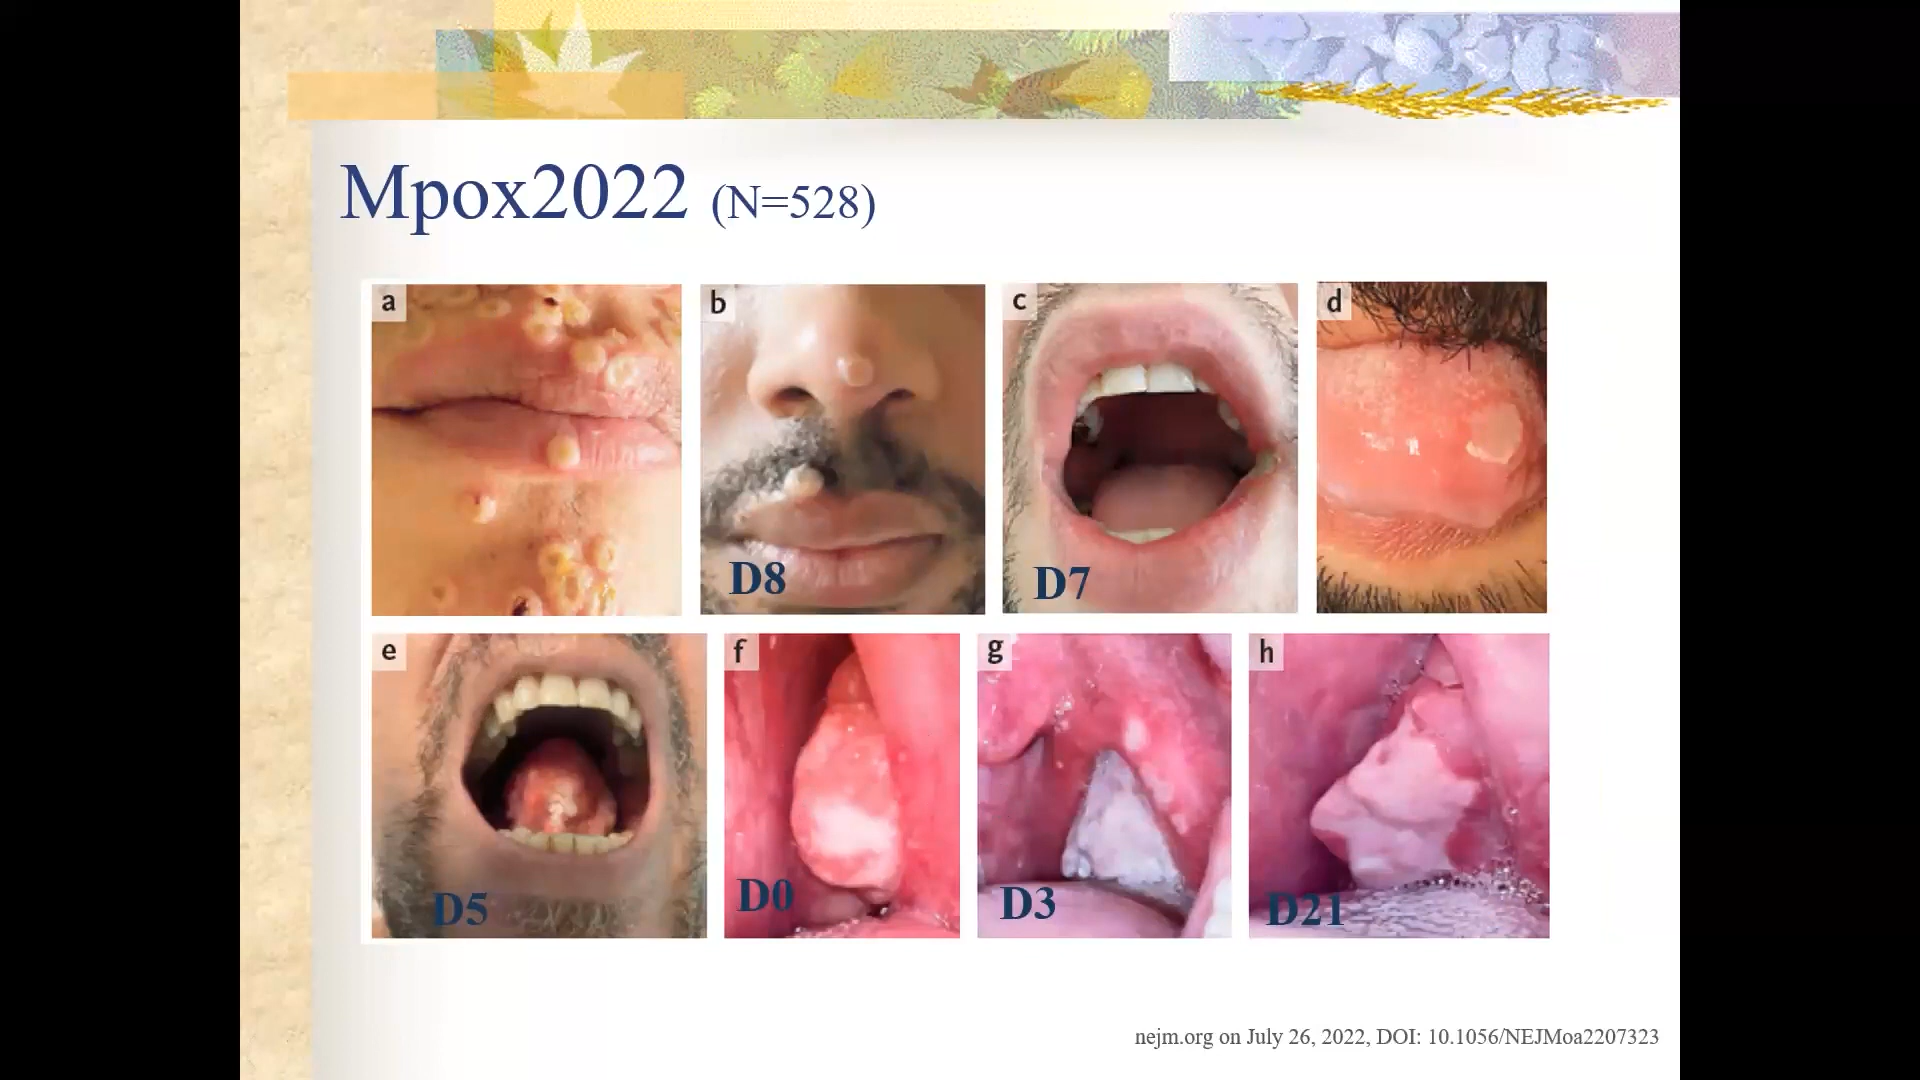 Mpox2022 (N=528)
a
b
c
d
D8
D7
e
f
g
h
D5
D0
D3
D21
nejm.org on July 26, 2022, DOI: 10.1056/NEJMoa2207323